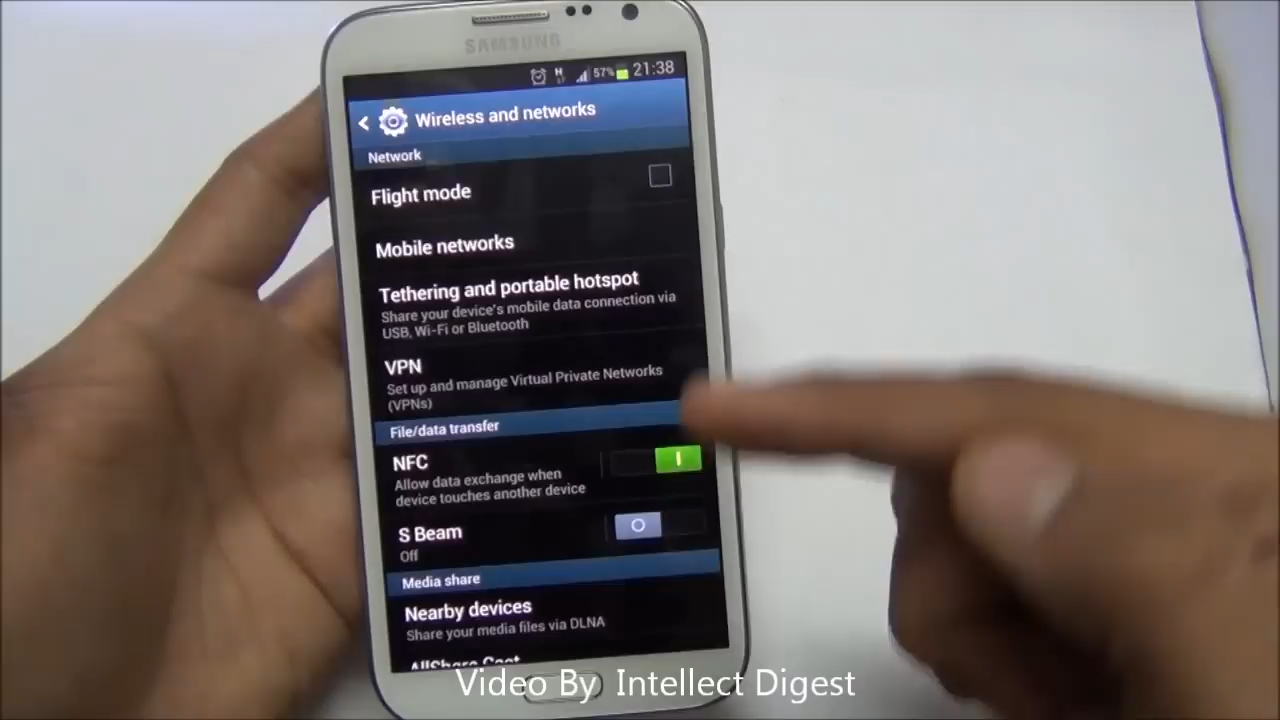 SAMSUNG
H 57% 21:38
< Wireless and networks
Network
Flight mode
Mobile networks
Tethering and portable hotspot
Share your device's mobile data connection via
USB, Wi-Fi or Bluetooth
VPN
Set up and manage Virtual Private Networks
(VPNs)
File/data transfer
NFC
Allow data exchange when
device touches another device
S Beam
Off
Media share
Nearby devices
Share your media files via DLNA
AllShare Cast
Video By Intellect Digest